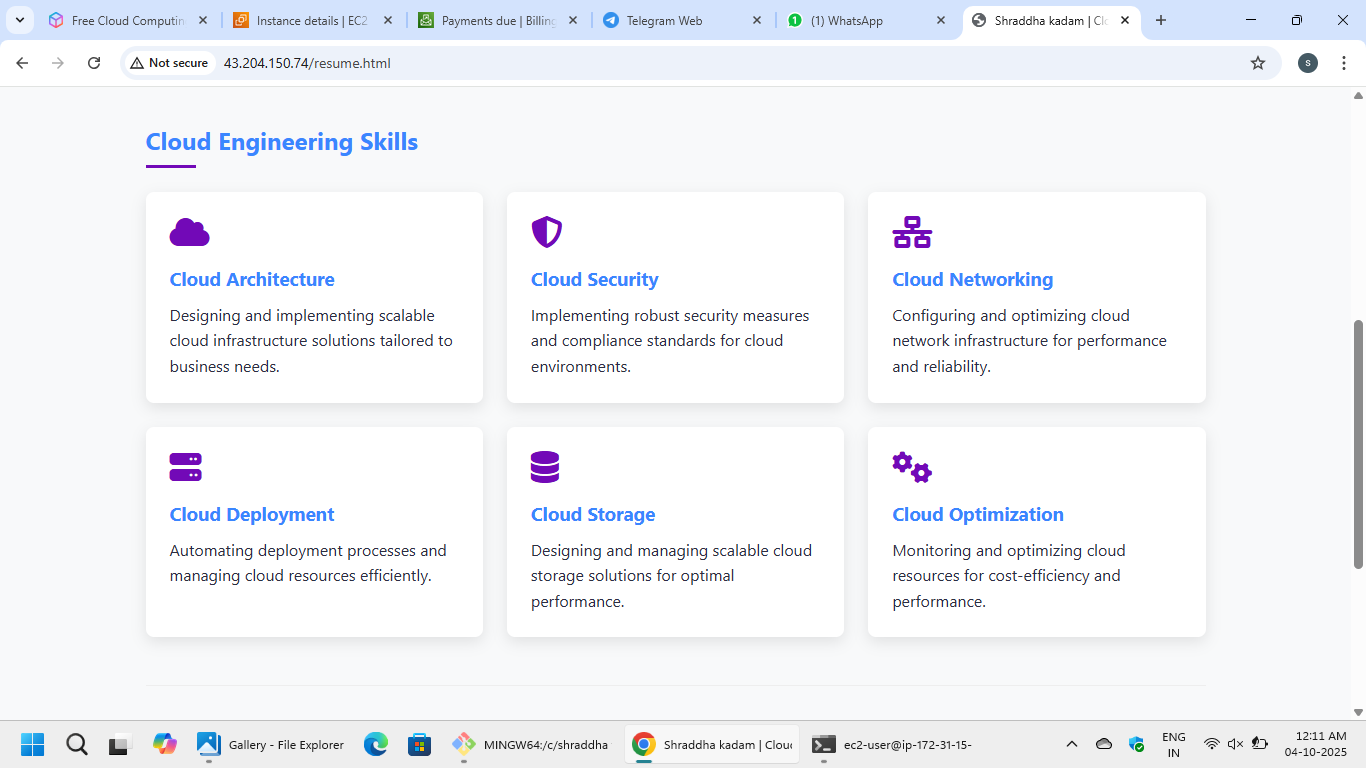 Free Cloud Computin
Instance details | EC2
Payments due | Billing
Telegram Web
(1) WhatsApp
Shraddha kadam | Clo
Not secure
43.204.150.74/resume.html
s
Cloud Engineering Skills
Cloud Architecture
Designing and implementing scalable
cloud infrastructure solutions tailored to
business needs.
Cloud Security
Implementing robust security measures
and compliance standards for cloud
environments.
Cloud Networking
Configuring and optimizing cloud
network infrastructure for performance
and reliability.
Cloud Deployment
Automating deployment processes and
managing cloud resources efficiently.
Cloud Storage
Designing and managing scalable cloud
storage solutions for optimal
performance.
Cloud Optimization
Monitoring and optimizing cloud
resources for cost-efficiency and
performance.
Gallery - File Explorer
MINGW64:/c/shraddha
Shraddha kadam | Clou
ec2-user@ip-172-31-15-
ENG
IN
12:11 AM
04-10-2025